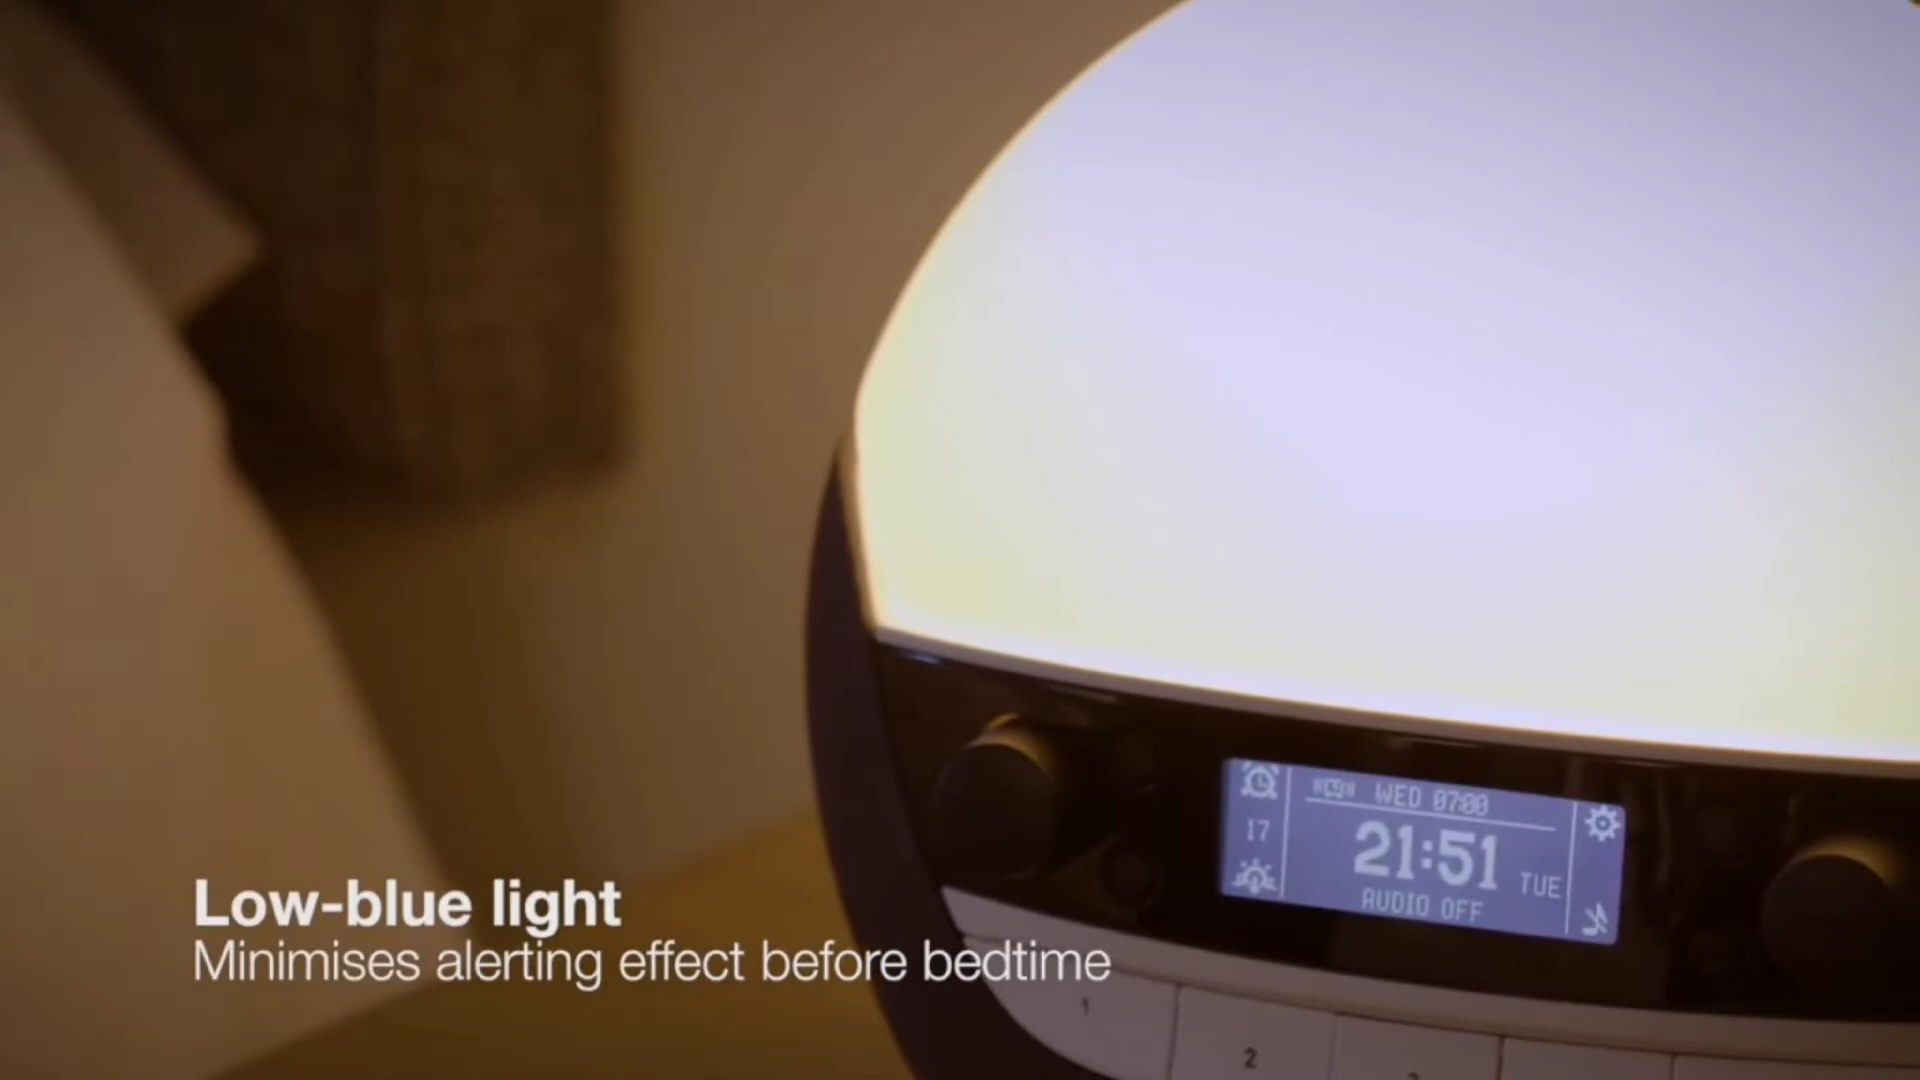 WED 07:00
17
21:51 TUE
AUDIO OFF
Low-blue light
Minimises alerting effect before bedtime
1
2